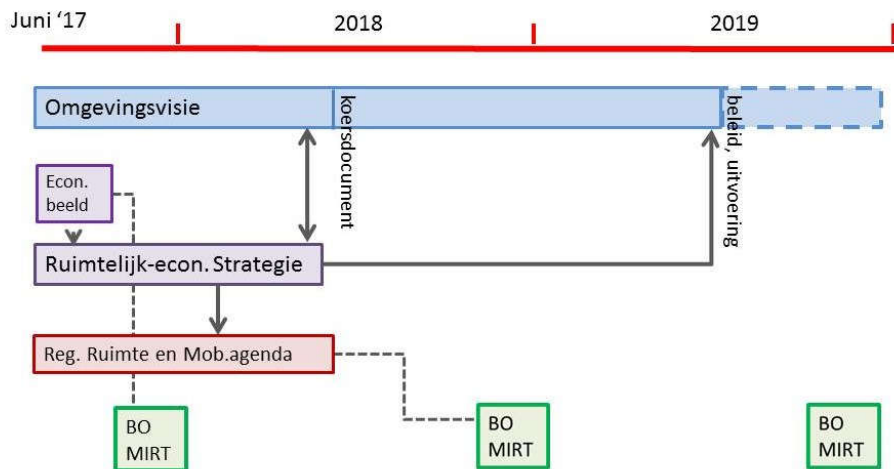 Juni ‘17
2018
2019
Omgevingsvisie
koersdocument
beleid, uitvoering
Econ.
beeld
Ruimtelijk-econ. Strategie
Reg. Ruimte en Mob.agenda
BO
MIRT
BO
MIRT
BO
MIRT